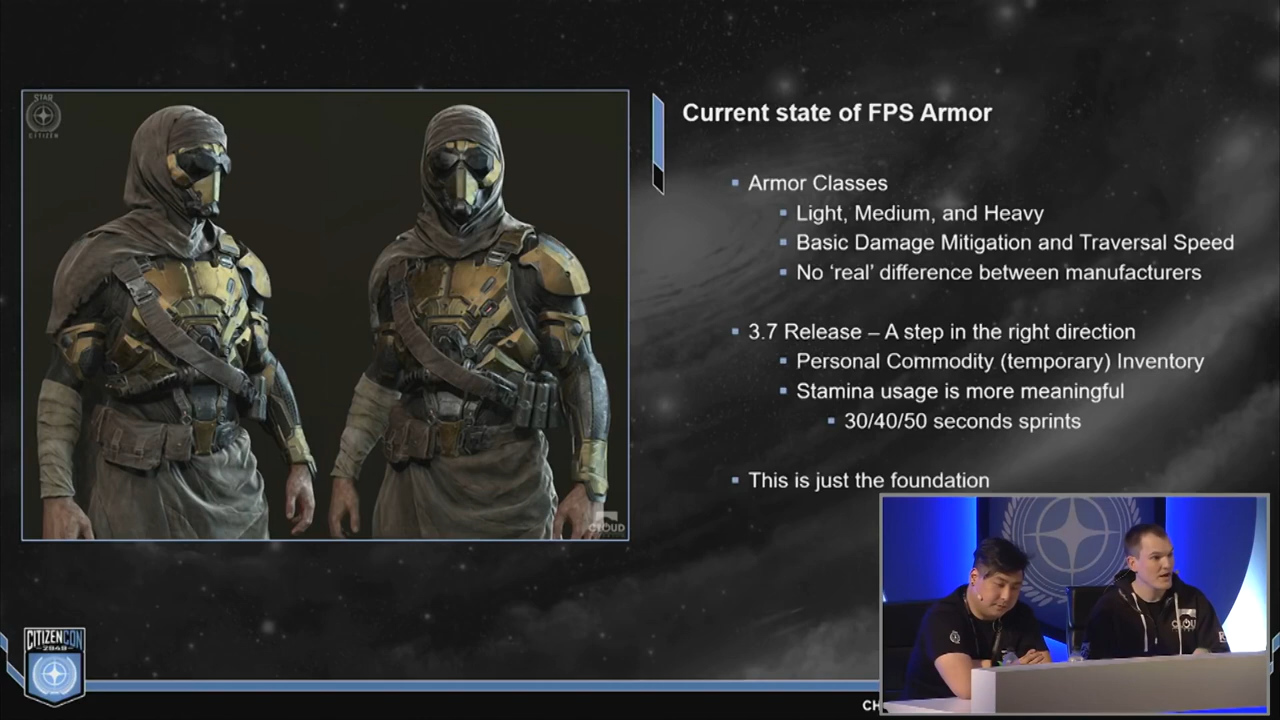 STAR
CITIZEN
Current state of FPS Armor
Armor Classes
Light, Medium, and Heavy
Basic Damage Mitigation and Traversal Speed
No ‘real’ difference between manufacturers
3.7 Release – A step in the right direction
Personal Commodity (temporary) Inventory
Stamina usage is more meaningful
30/40/50 seconds sprints
This is just the foundation
CLOUD
CLOUD
CITIZENCON
2949
CH